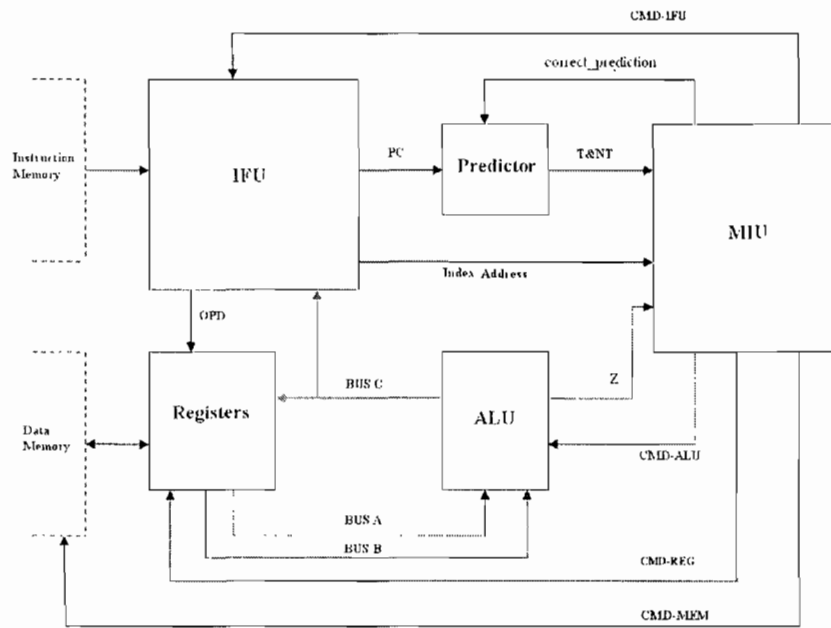 CMD-IFU
correct_prediction
Instruction
Memory
IFU
PC
Predictor
T&NT
MIU
Index Address
OPD
Data
Memory
Registers
BUS C
ALU
Z
CMD-ALU
BUS A
BUS B
CMD-REG
CMD-MEM